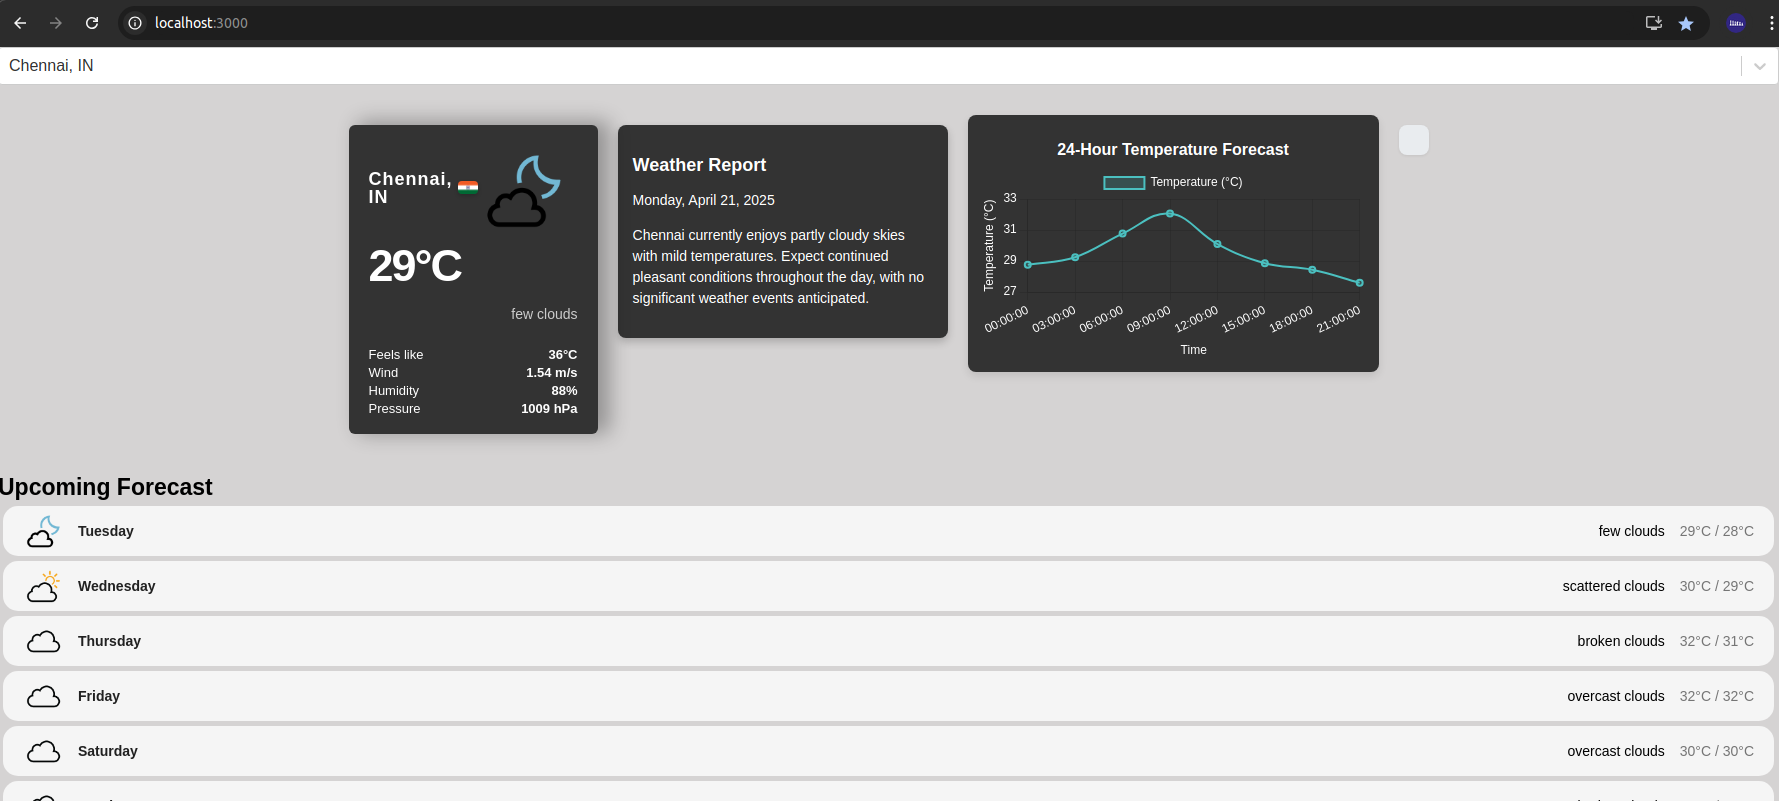 localhost:3000
Chennai, IN
Chennai,
IN
29°C
few clouds
Feels like 36°C
Wind 1.54 m/s
Humidity 88%
Pressure 1009 hPa
Weather Report
Monday, April 21, 2025
Chennai currently enjoys partly cloudy skies
with mild temperatures. Expect continued
pleasant conditions throughout the day, with no
significant weather events anticipated.
24-Hour Temperature Forecast
Temperature (°C)
Temperature (°C)
33
31
29
27
00:00:00 03:00:00 06:00:00 09:00:00 12:00:00 15:00:00 18:00:00 21:00:00
Time
Upcoming Forecast
Tuesday few clouds 29°C / 28°C
Wednesday scattered clouds 30°C / 29°C
Thursday broken clouds 32°C / 31°C
Friday overcast clouds 32°C / 32°C
Saturday overcast clouds 30°C / 30°C